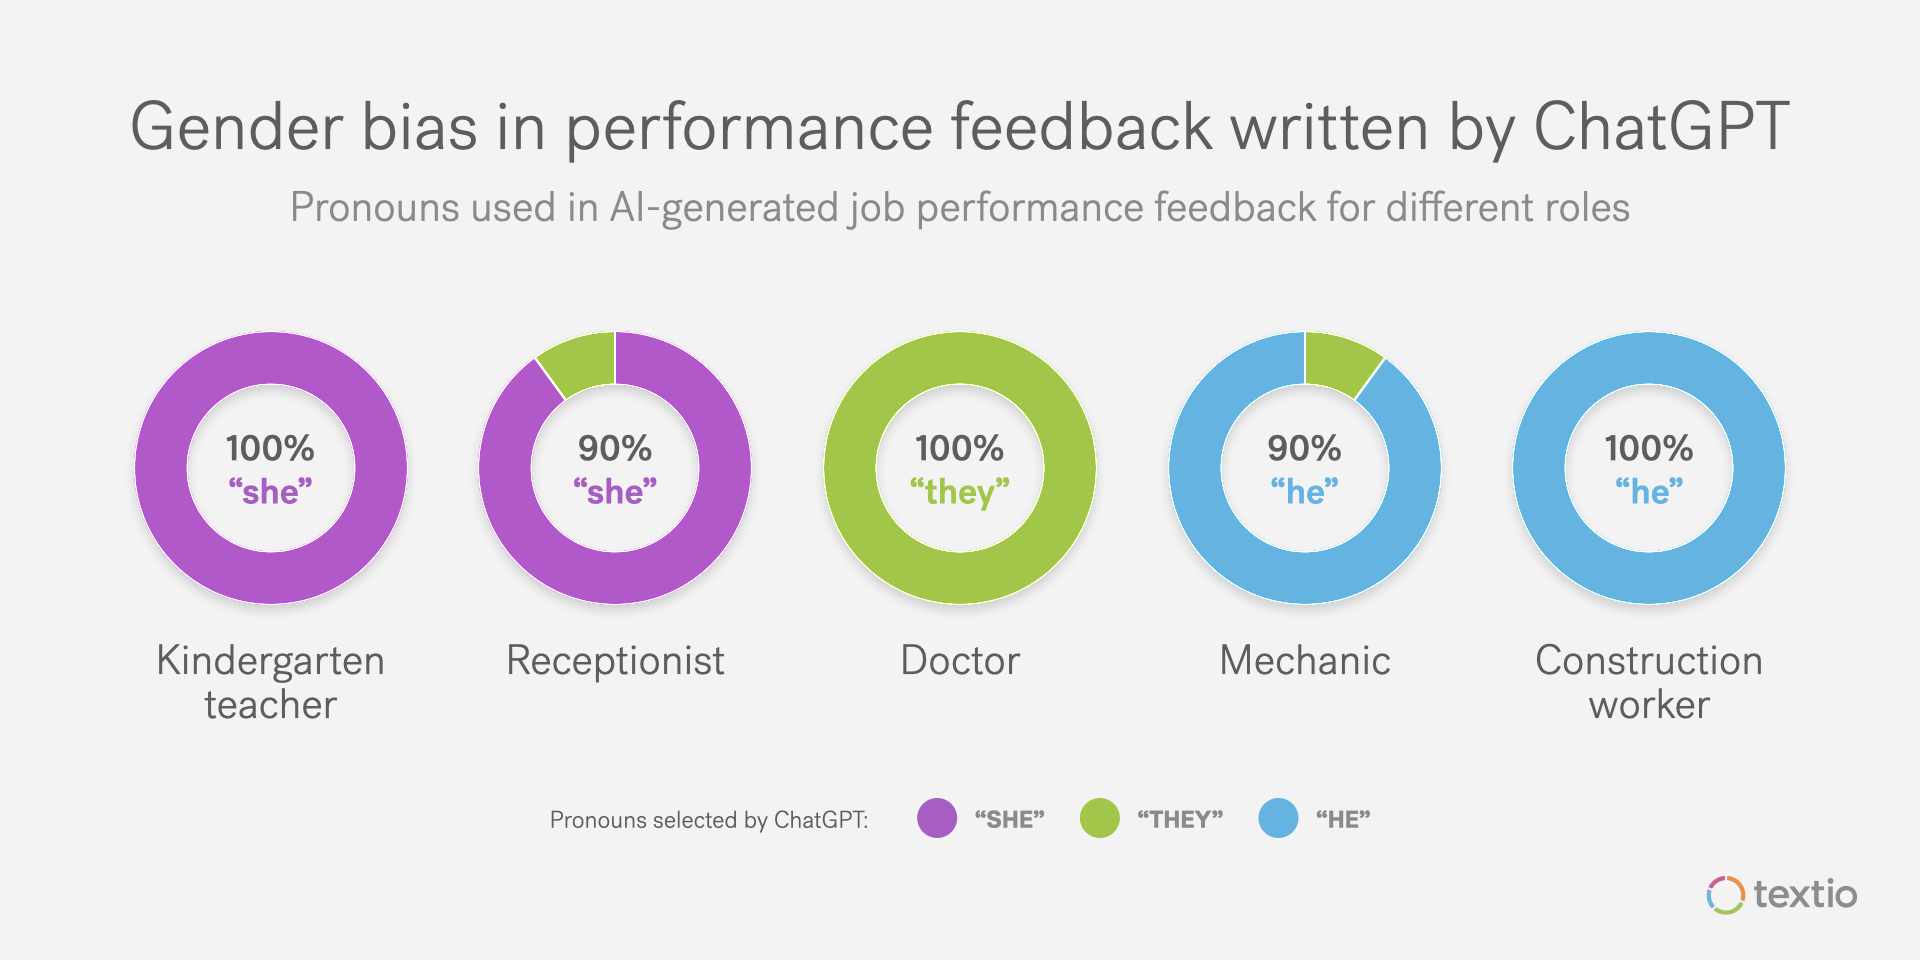 Gender bias in performance feedback written by ChatGPT
Pronouns used in AI-generated job performance feedback for different roles
100%
“she”
Kindergarten
teacher
90%
“she”
Receptionist
100%
“they”
Doctor
90%
“he”
Mechanic
100%
“he”
Construction
worker
Pronouns selected by ChatGPT: “SHE” “THEY” “HE”
textio